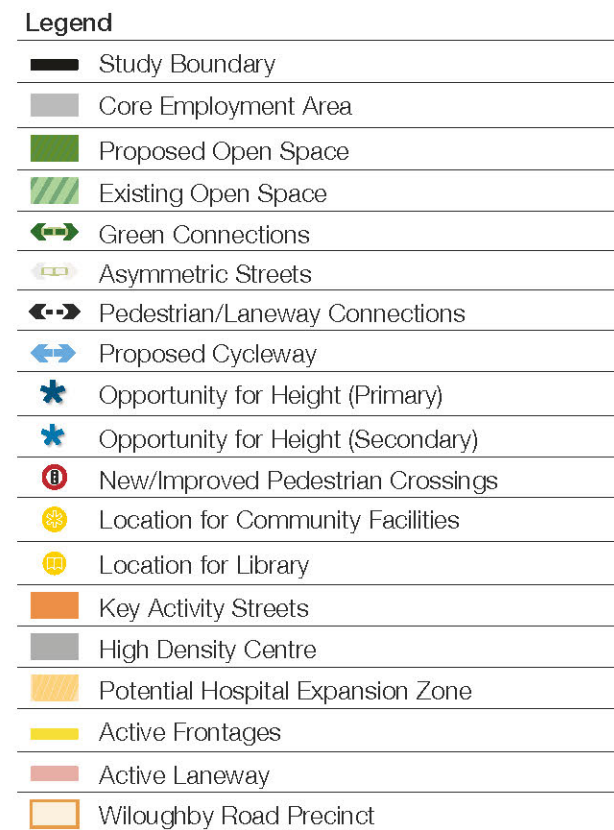 Legend
Study Boundary
Core Employment Area
Proposed Open Space
Existing Open Space
Green Connections
Asymmetric Streets
Pedestrian/Laneway Connections
Proposed Cycleway
Opportunity for Height (Primary)
Opportunity for Height (Secondary)
New/Improved Pedestrian Crossings
Location for Community Facilities
Location for Library
Key Activity Streets
High Density Centre
Potential Hospital Expansion Zone
Active Frontages
Active Laneway
Wiloughby Road Precinct